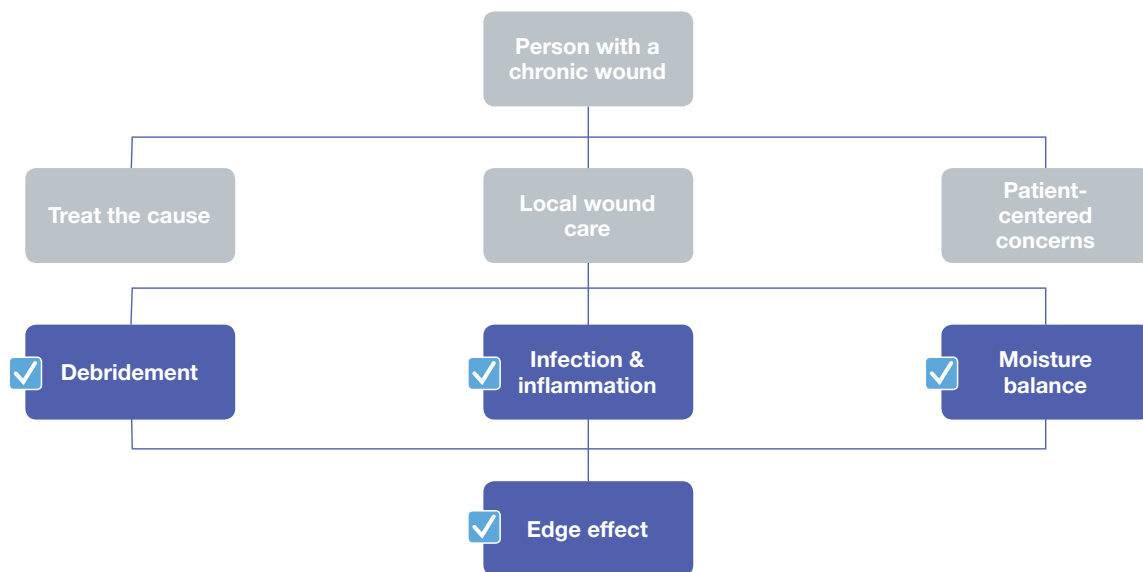 Person with a
chronic wound
Treat the cause
Local wound
care
Patient-
centered
concerns
Debridement
Infection &
inflammation
Moisture
balance
Edge effect